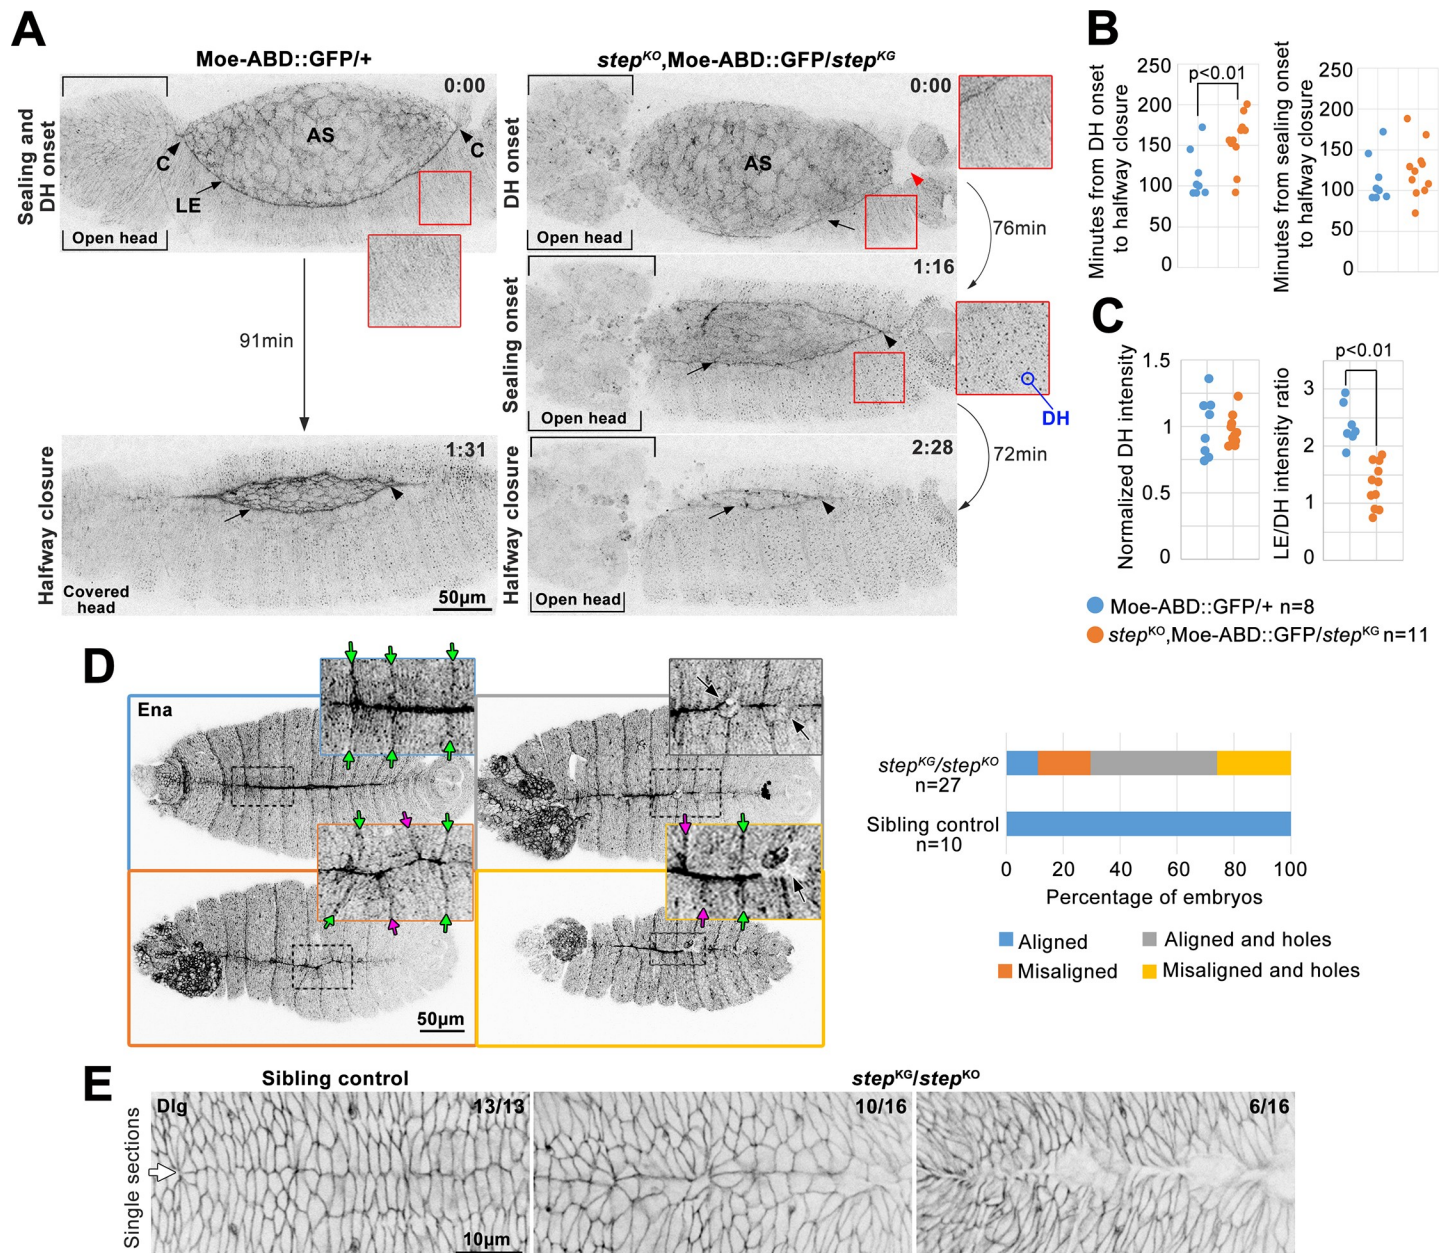 A
Moe-ABD::GFP/+
stepKO,Moe-ABD::GFP/stepKG
Sealing and
DH onset
0:00
AS
C
C
LE
Open head
91min
Halfway closure
1:31
Covered
head
50µm
DH onset
0:00
AS
Open head
76min
Sealing onset
1:16
Open head
DH
72min
Halfway closure
2:28
Open head
B
Minutes from DH onset
to halfway closure
250
200
150
100
50
0
p<0.01
Minutes from sealing onset
to halfway closure
250
200
150
100
50
0
C
Normalized DH intensity
1.5
1
0.5
0
LE/DH intensity ratio
p<0.01
3
2
1
0
Moe-ABD::GFP/+ n=8
stepKO,Moe-ABD::GFP/stepKG n=11
D
Ena
50µm
stepKG/stepKO
n=27
Sibling control
n=10
0 20 40 60 80 100
Percentage of embryos
Aligned
Aligned and holes
Misaligned
Misaligned and holes
E
Sibling control
stepKG/stepKO
Single sections
Dlg
13/13
10/16
6/16
10µm